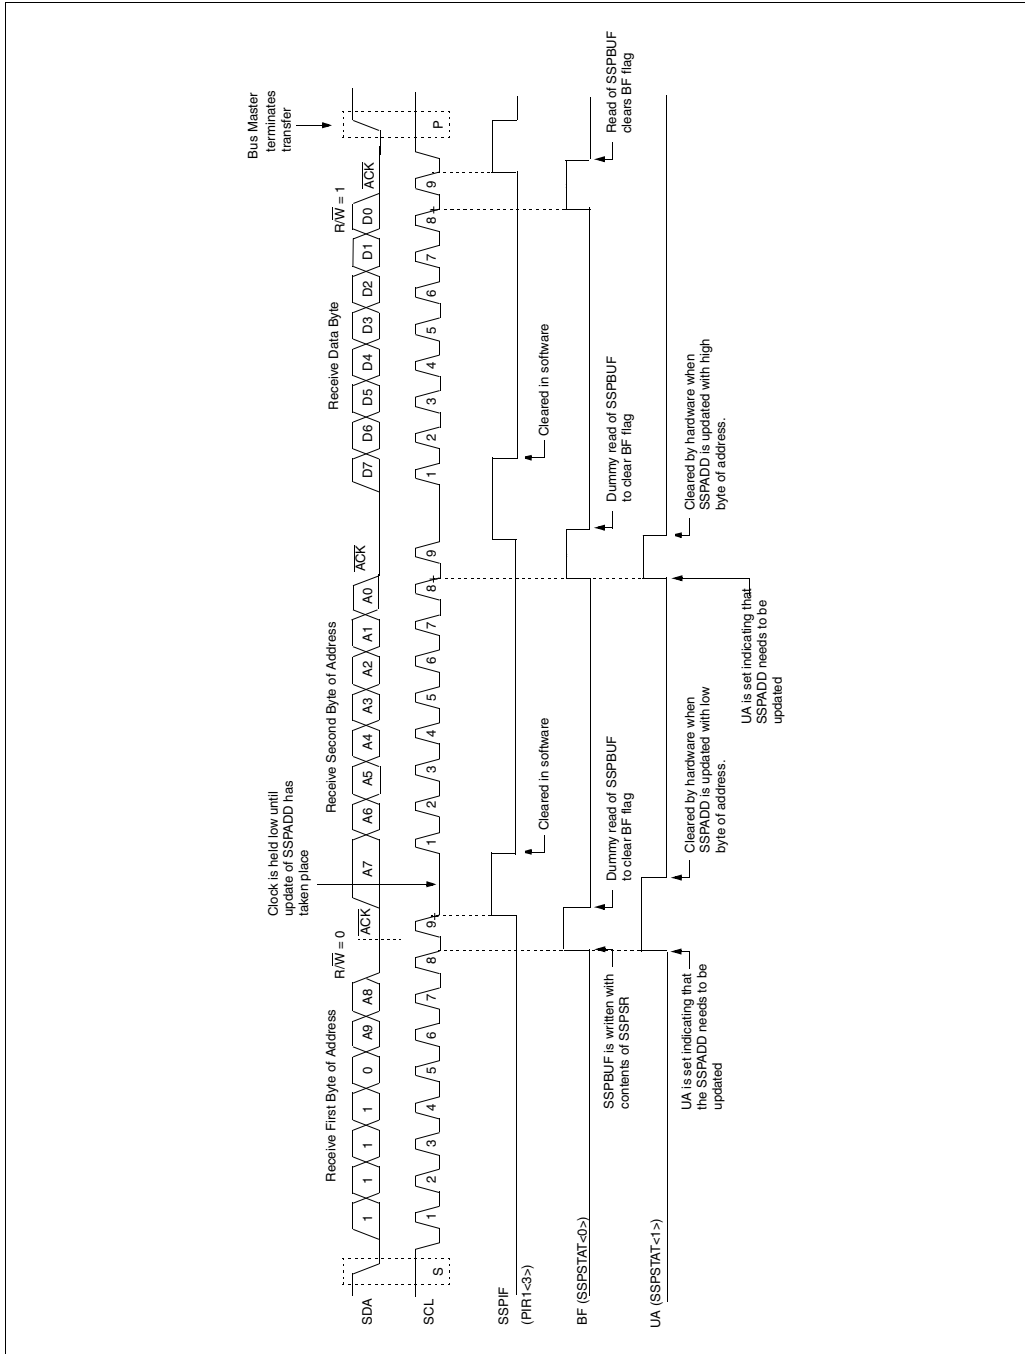 Bus Master
terminates
transfer
Clock is held low until
update of SSPADD has
taken place
Receive First Byte of Address
R/W = 0
Receive Second Byte of Address
Receive Data Byte
R/W = 1
SDA
1 1 1 1 0 A9 A8 ACK A7 A6 A5 A4 A3 A2 A1 A0 ACK D7 D6 D5 D4 D3 D2 D1 D0 ACK
SCL
S 1 2 3 4 5 6 7 8 9 1 2 3 4 5 6 7 8 9 1 2 3 4 5 6 7 8 9 P
SSPIF
(PIR1<3>)
Cleared in software
Cleared in software
BF (SSPSTAT<0>)
SSPBUF is written with
contents of SSPSR
Dummy read of SSPBUF
to clear BF flag
Dummy read of SSPBUF
to clear BF flag
Read of SSPBUF
clears BF flag
UA (SSPSTAT<1>)
UA is set indicating that
the SSPADD needs to be
updated
Cleared by hardware when
SSPADD is updated with low
byte of address.
UA is set indicating that
SSPADD needs to be
updated
Cleared by hardware when
SSPADD is updated with high
byte of address.